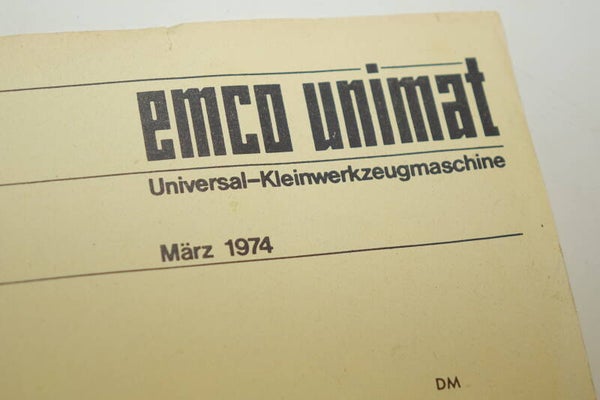 emco unimat
Universal-Kleinwerkzeugmaschine
März 1974
DM